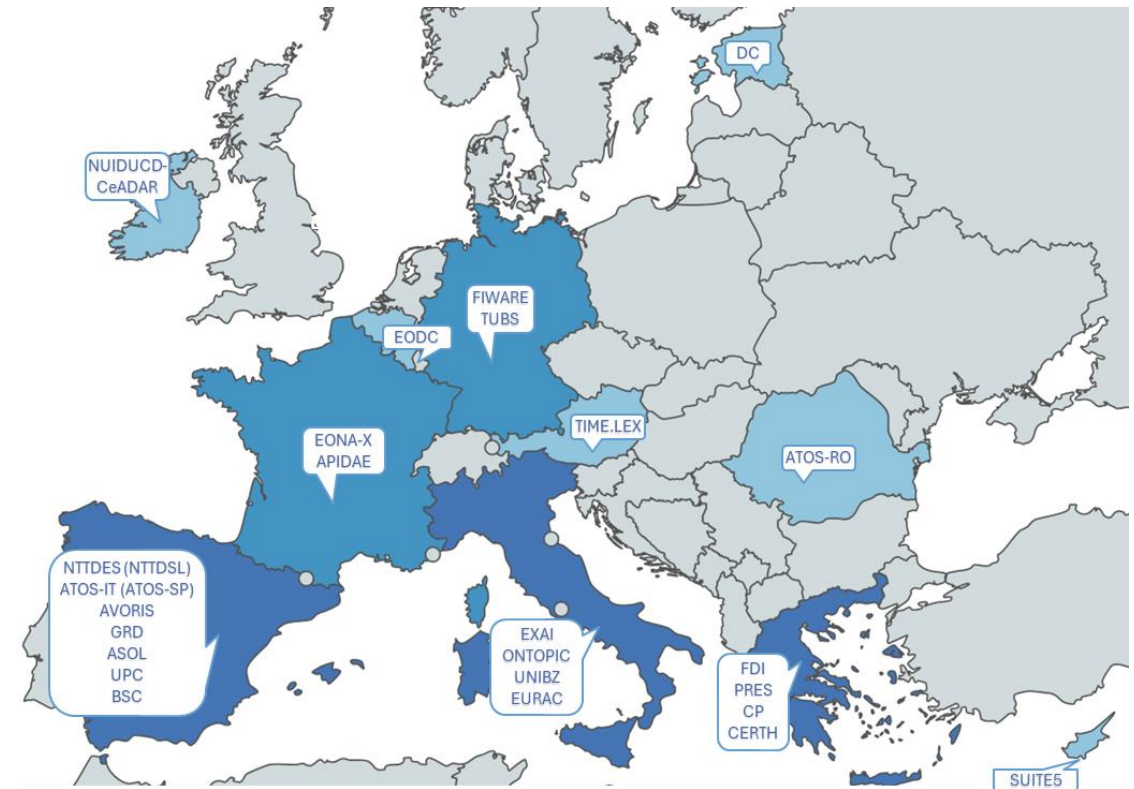 DC
NUIDUCD-
CeADAR
FIWARE
TUBS
EODC
TIME.LEX
EONA-X
APIDAE
ATOS-RO
NTTDES (NTTDSL)
ATOS-IT (ATOS-SP)
AVORIS
GRD
ASOL
UPC
BSC
EXAI
ONTOPIC
UNIBZ
EURAC
FDI
PRES
CP
CERTH
SUITE5